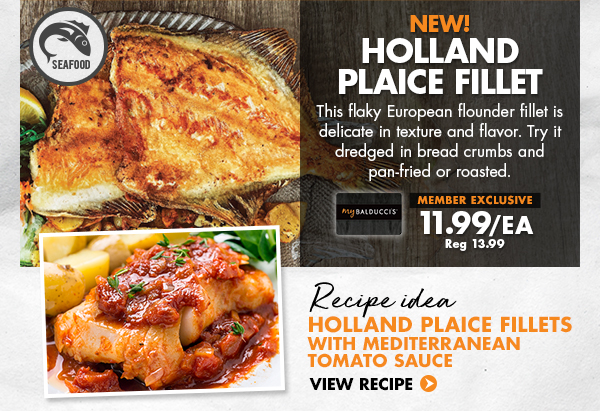 SEAFOOD
NEW!
HOLLAND
PLAICE FILLET
This flaky European flounder fillet is
delicate in texture and flavor. Try it
dredged in bread crumbs and
pan-fried or roasted.
my BALDUCCI'S
MEMBER EXCLUSIVE
11.99/EA
Reg 13.99
Recipe idea
HOLLAND PLAICE FILLETS
WITH MEDITERRANEAN
TOMATO SAUCE
VIEW RECIPE